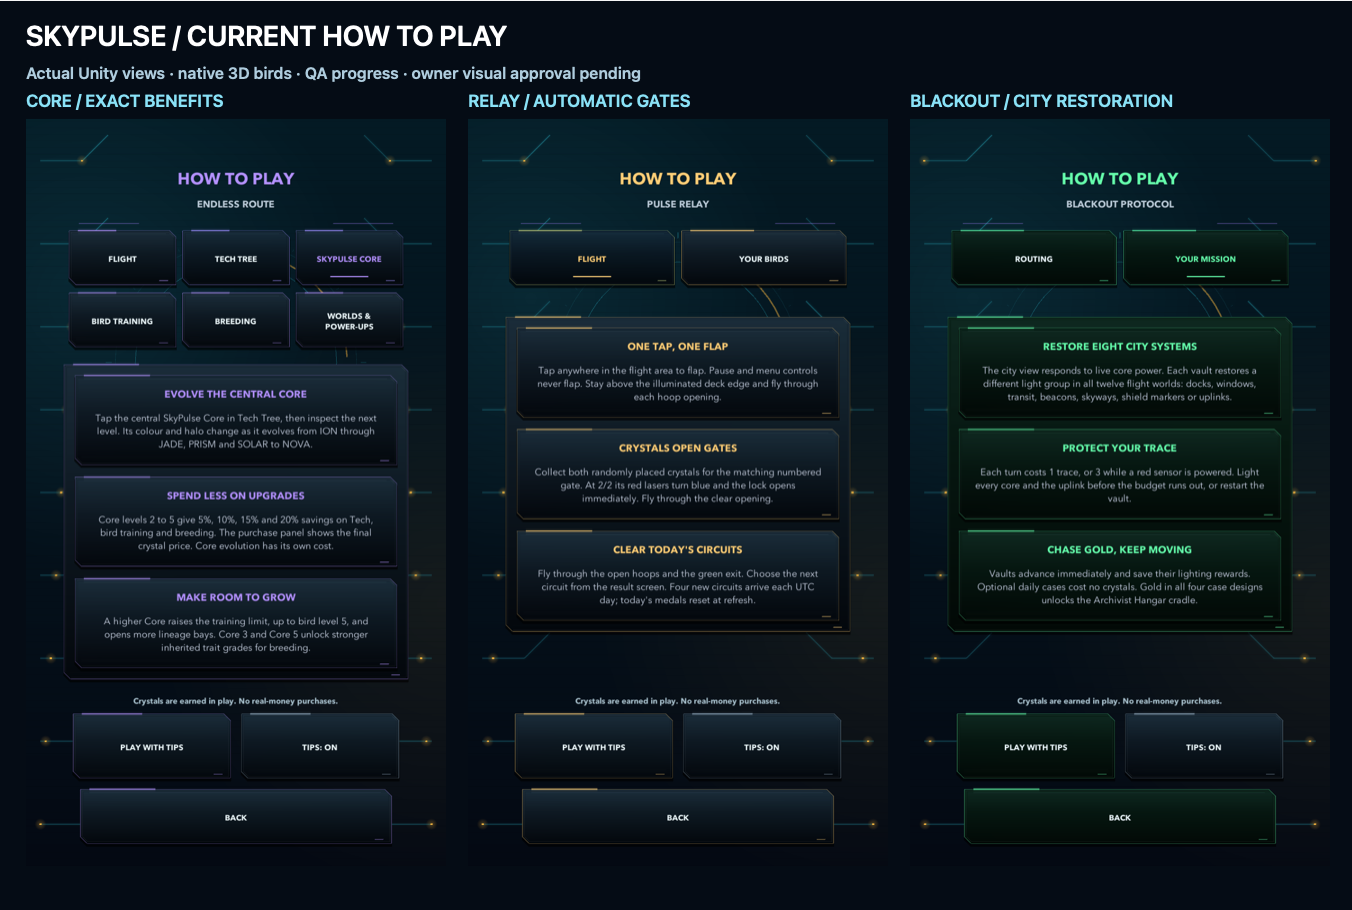 SKYPULSE / CURRENT HOW TO PLAY
Actual Unity views · native 3D birds · QA progress · owner visual approval pending
CORE / EXACT BENEFITS
HOW TO PLAY
ENDLESS ROUTE
FLIGHT
TECH TREE
SKYPULSE CORE
BIRD TRAINING
BREEDING
WORLDS &
POWER-UPS
EVOLVE THE CENTRAL CORE
Tap the central SkyPulse Core in Tech Tree, then inspect the next
level. Its colour and halo change as it evolves from ION through
JADE, PRISM and SOLAR to NOVA.
SPEND LESS ON UPGRADES
Core levels 2 to 5 give 5%, 10%, 15% and 20% savings on Tech,
bird training and breeding. The purchase panel shows the final
crystal price. Core evolution has its own cost.
MAKE ROOM TO GROW
A higher Core raises the training limit, up to bird level 5, and
opens more lineage bays. Core 3 and Core 5 unlock stronger
inherited trait grades for breeding.
Crystals are earned in play. No real-money purchases.
PLAY WITH TIPS
TIPS: ON
BACK
RELAY / AUTOMATIC GATES
HOW TO PLAY
PULSE RELAY
FLIGHT
YOUR BIRDS
ONE TAP, ONE FLAP
Tap anywhere in the flight area to flap. Pause and menu controls
never flap. Stay above the illuminated deck edge and fly through
each hoop opening.
CRYSTALS OPEN GATES
Collect both randomly placed crystals for the matching numbered
gate. At 2/2 its red lasers turn blue and the lock opens
immediately. Fly through the clear opening.
CLEAR TODAY'S CIRCUITS
Fly through the open hoops and the green exit. Choose the next
circuit from the result screen. Four new circuits arrive each UTC
day; today's medals reset at refresh.
Crystals are earned in play. No real-money purchases.
PLAY WITH TIPS
TIPS: ON
BACK
BLACKOUT / CITY RESTORATION
HOW TO PLAY
BLACKOUT PROTOCOL
ROUTING
YOUR MISSION
RESTORE EIGHT CITY SYSTEMS
The city view responds to live core power. Each vault restores a
different light group in all twelve flight worlds: docks, windows,
transit, beacons, skyways, shield markers or uplinks.
PROTECT YOUR TRACE
Each turn costs 1 trace, or 3 while a red sensor is powered. Light
every core and the uplink before the budget runs out, or restart the
vault.
CHASE GOLD, KEEP MOVING
Vaults advance immediately and save their lighting rewards.
Optional daily cases cost no crystals. Gold in all four case designs
unlocks the Archivist Hangar cradle.
Crystals are earned in play. No real-money purchases.
PLAY WITH TIPS
TIPS: ON
BACK